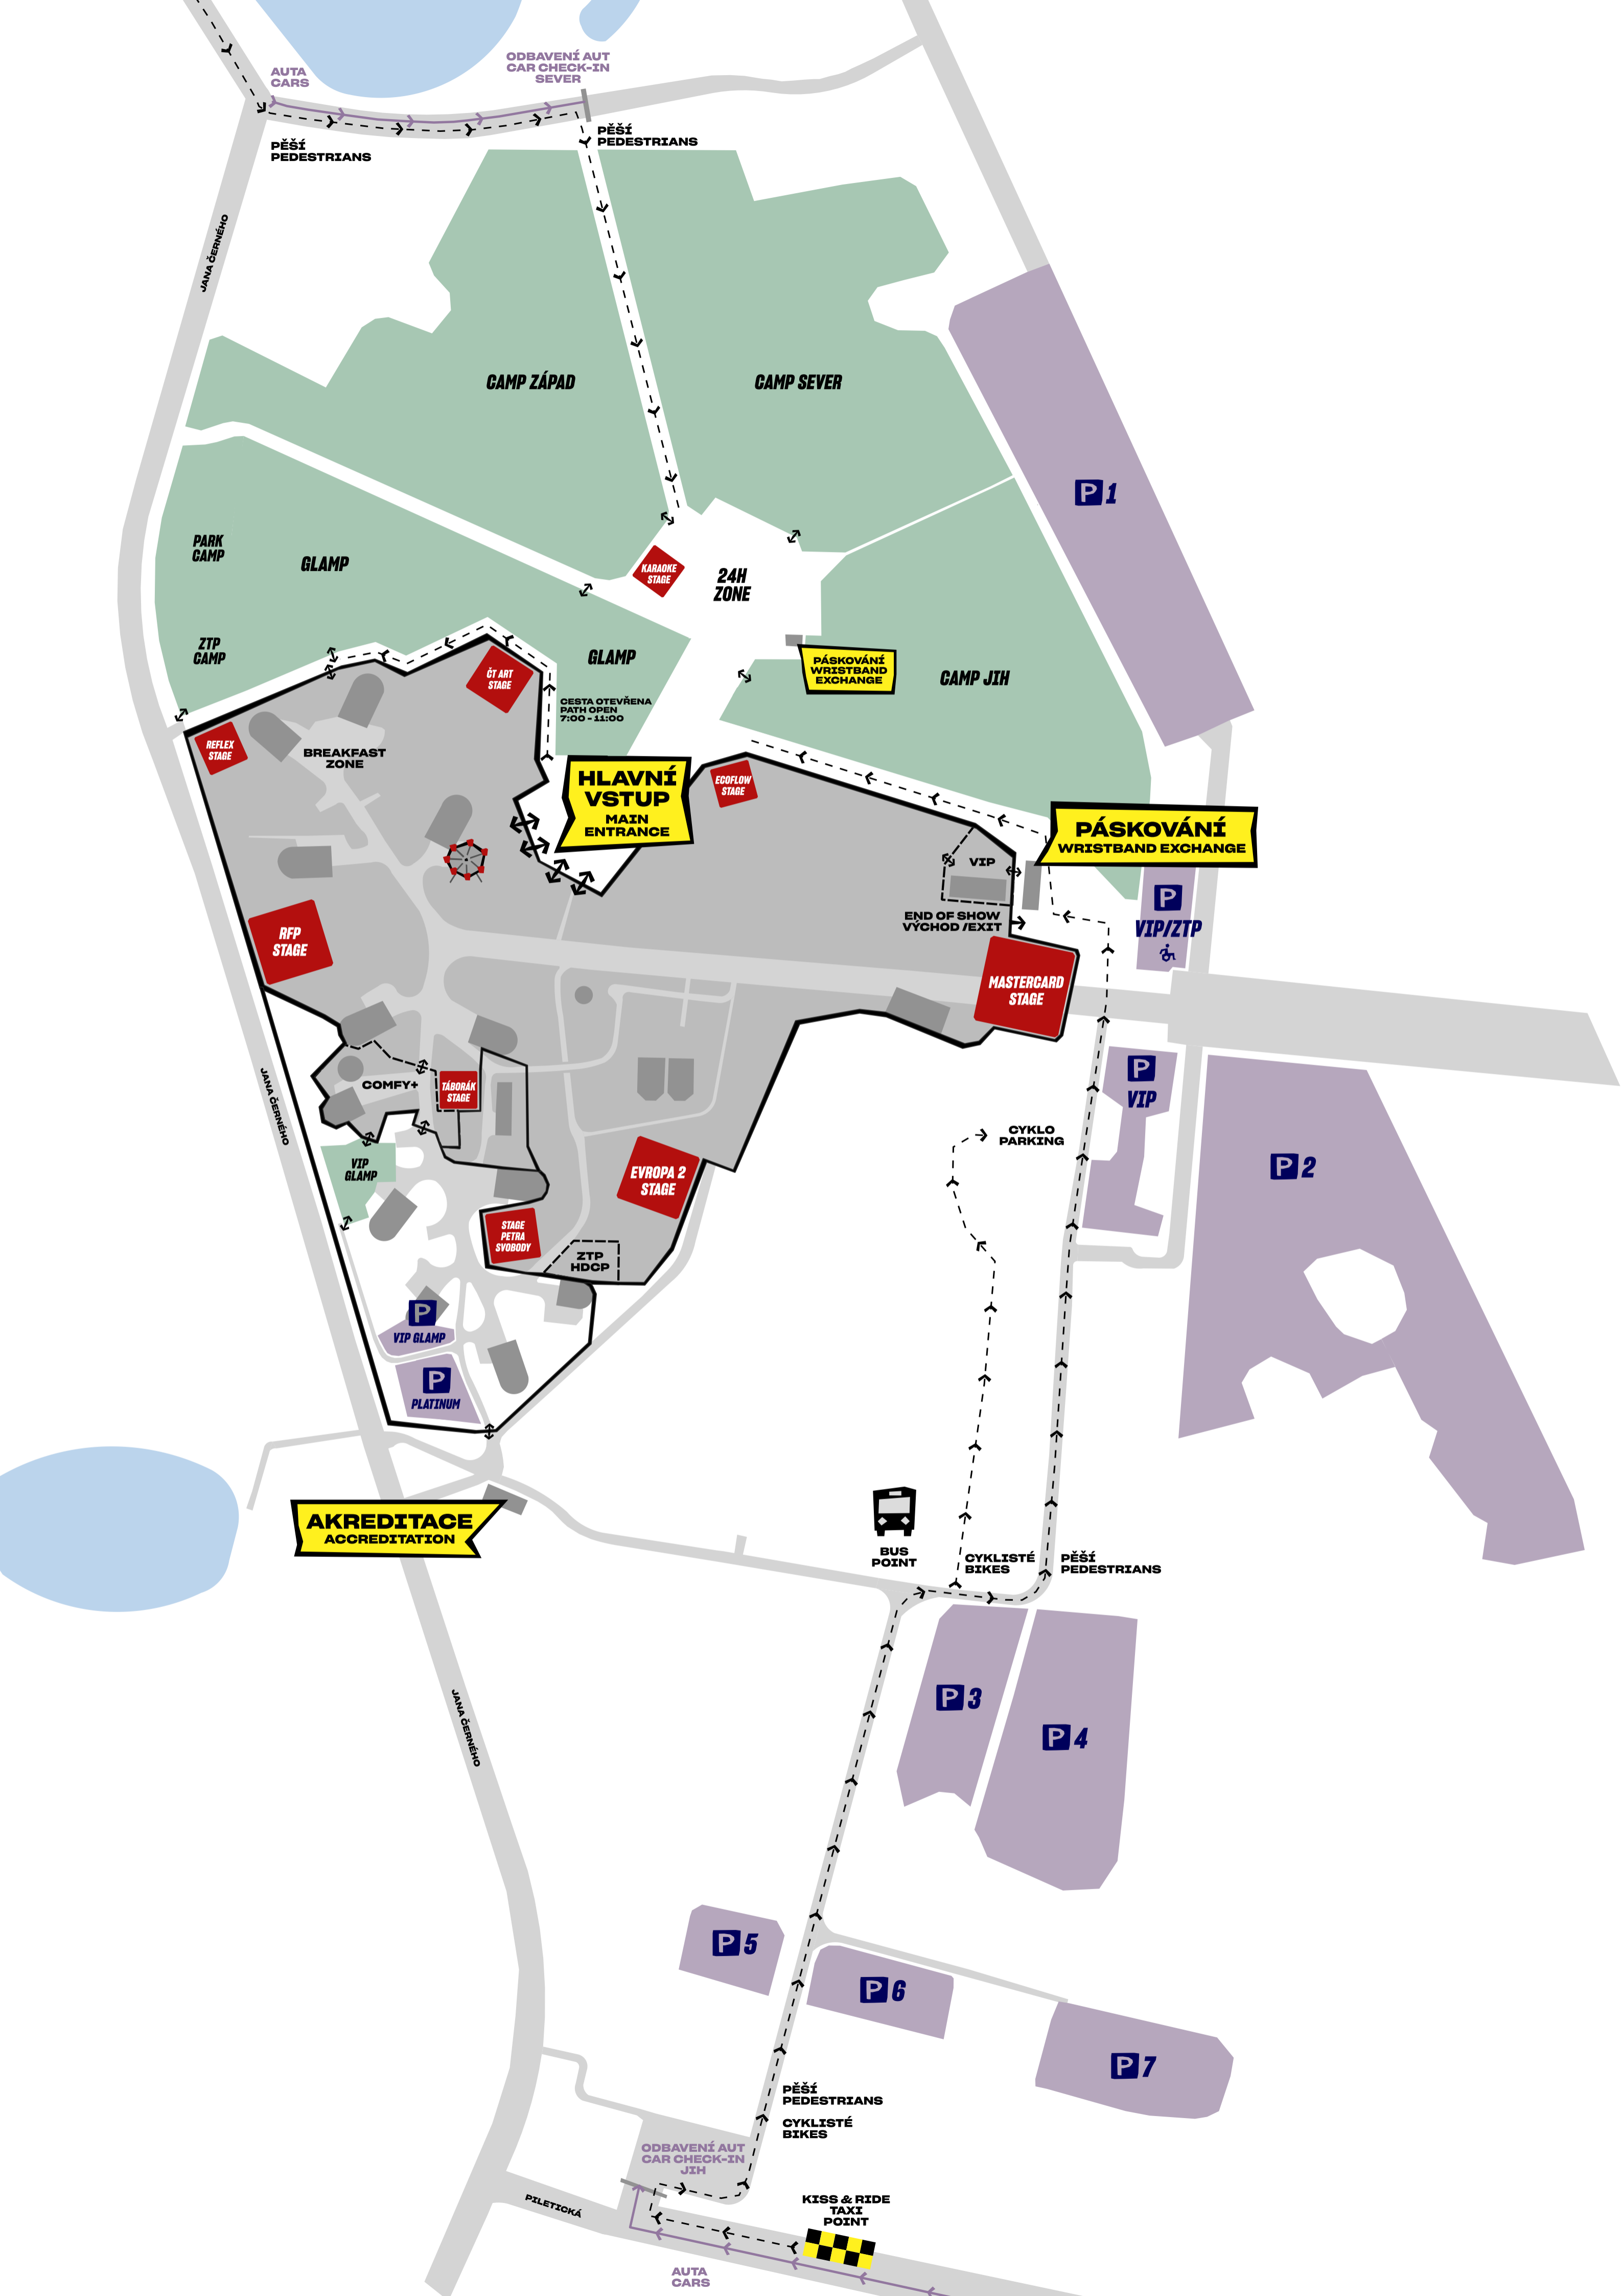 AUTA
CARS
ODBAVENÍ AUT
CAR CHECK-IN
SEVER
PĚŠÍ
PEDESTRIANS
PĚŠÍ
PEDESTRIANS
JANA ČERNÉHO
CAMP ZÁPAD
CAMP SEVER
P 1
PARK
CAMP
GLAMP
KARAOKE
STAGE
24H
ZONE
ZTP
CAMP
GLAMP
PÁSKOVÁNÍ
WRISTBAND
EXCHANGE
CAMP JIH
ČT ART
STAGE
CESTA OTEVŘENA
PATH OPEN
7:00 - 11:00
REFLEX
STAGE
BREAKFAST
ZONE
HLAVNÍ
VSTUP
MAIN
ENTRANCE
ECOFLOW
STAGE
PÁSKOVÁNÍ
WRISTBAND EXCHANGE
VIP
END OF SHOW
VÝCHOD /EXIT
P
VIP/ZTP
RFP
STAGE
MASTERCARD
STAGE
JANA ČERNÉHO
COMFY+
TÁBORÁK
STAGE
P
VIP
CYKLO
PARKING
P 2
VIP
GLAMP
EVROPA 2
STAGE
STAGE
PETRA
SVOBODY
ZTP
HDCP
P
VIP GLAMP
P
PLATINUM
AKREDITACE
ACCREDITATION
BUS
POINT
CYKLISTÉ
BIKES
PĚŠÍ
PEDESTRIANS
P 3
P 4
JANA ČERNÉHO
P 5
P 6
P 7
PĚŠÍ
PEDESTRIANS
CYKLISTÉ
BIKES
ODBAVENÍ AUT
CAR CHECK-IN
JIH
PILETICKÁ
KISS & RIDE
TAXI
POINT
AUTA
CARS